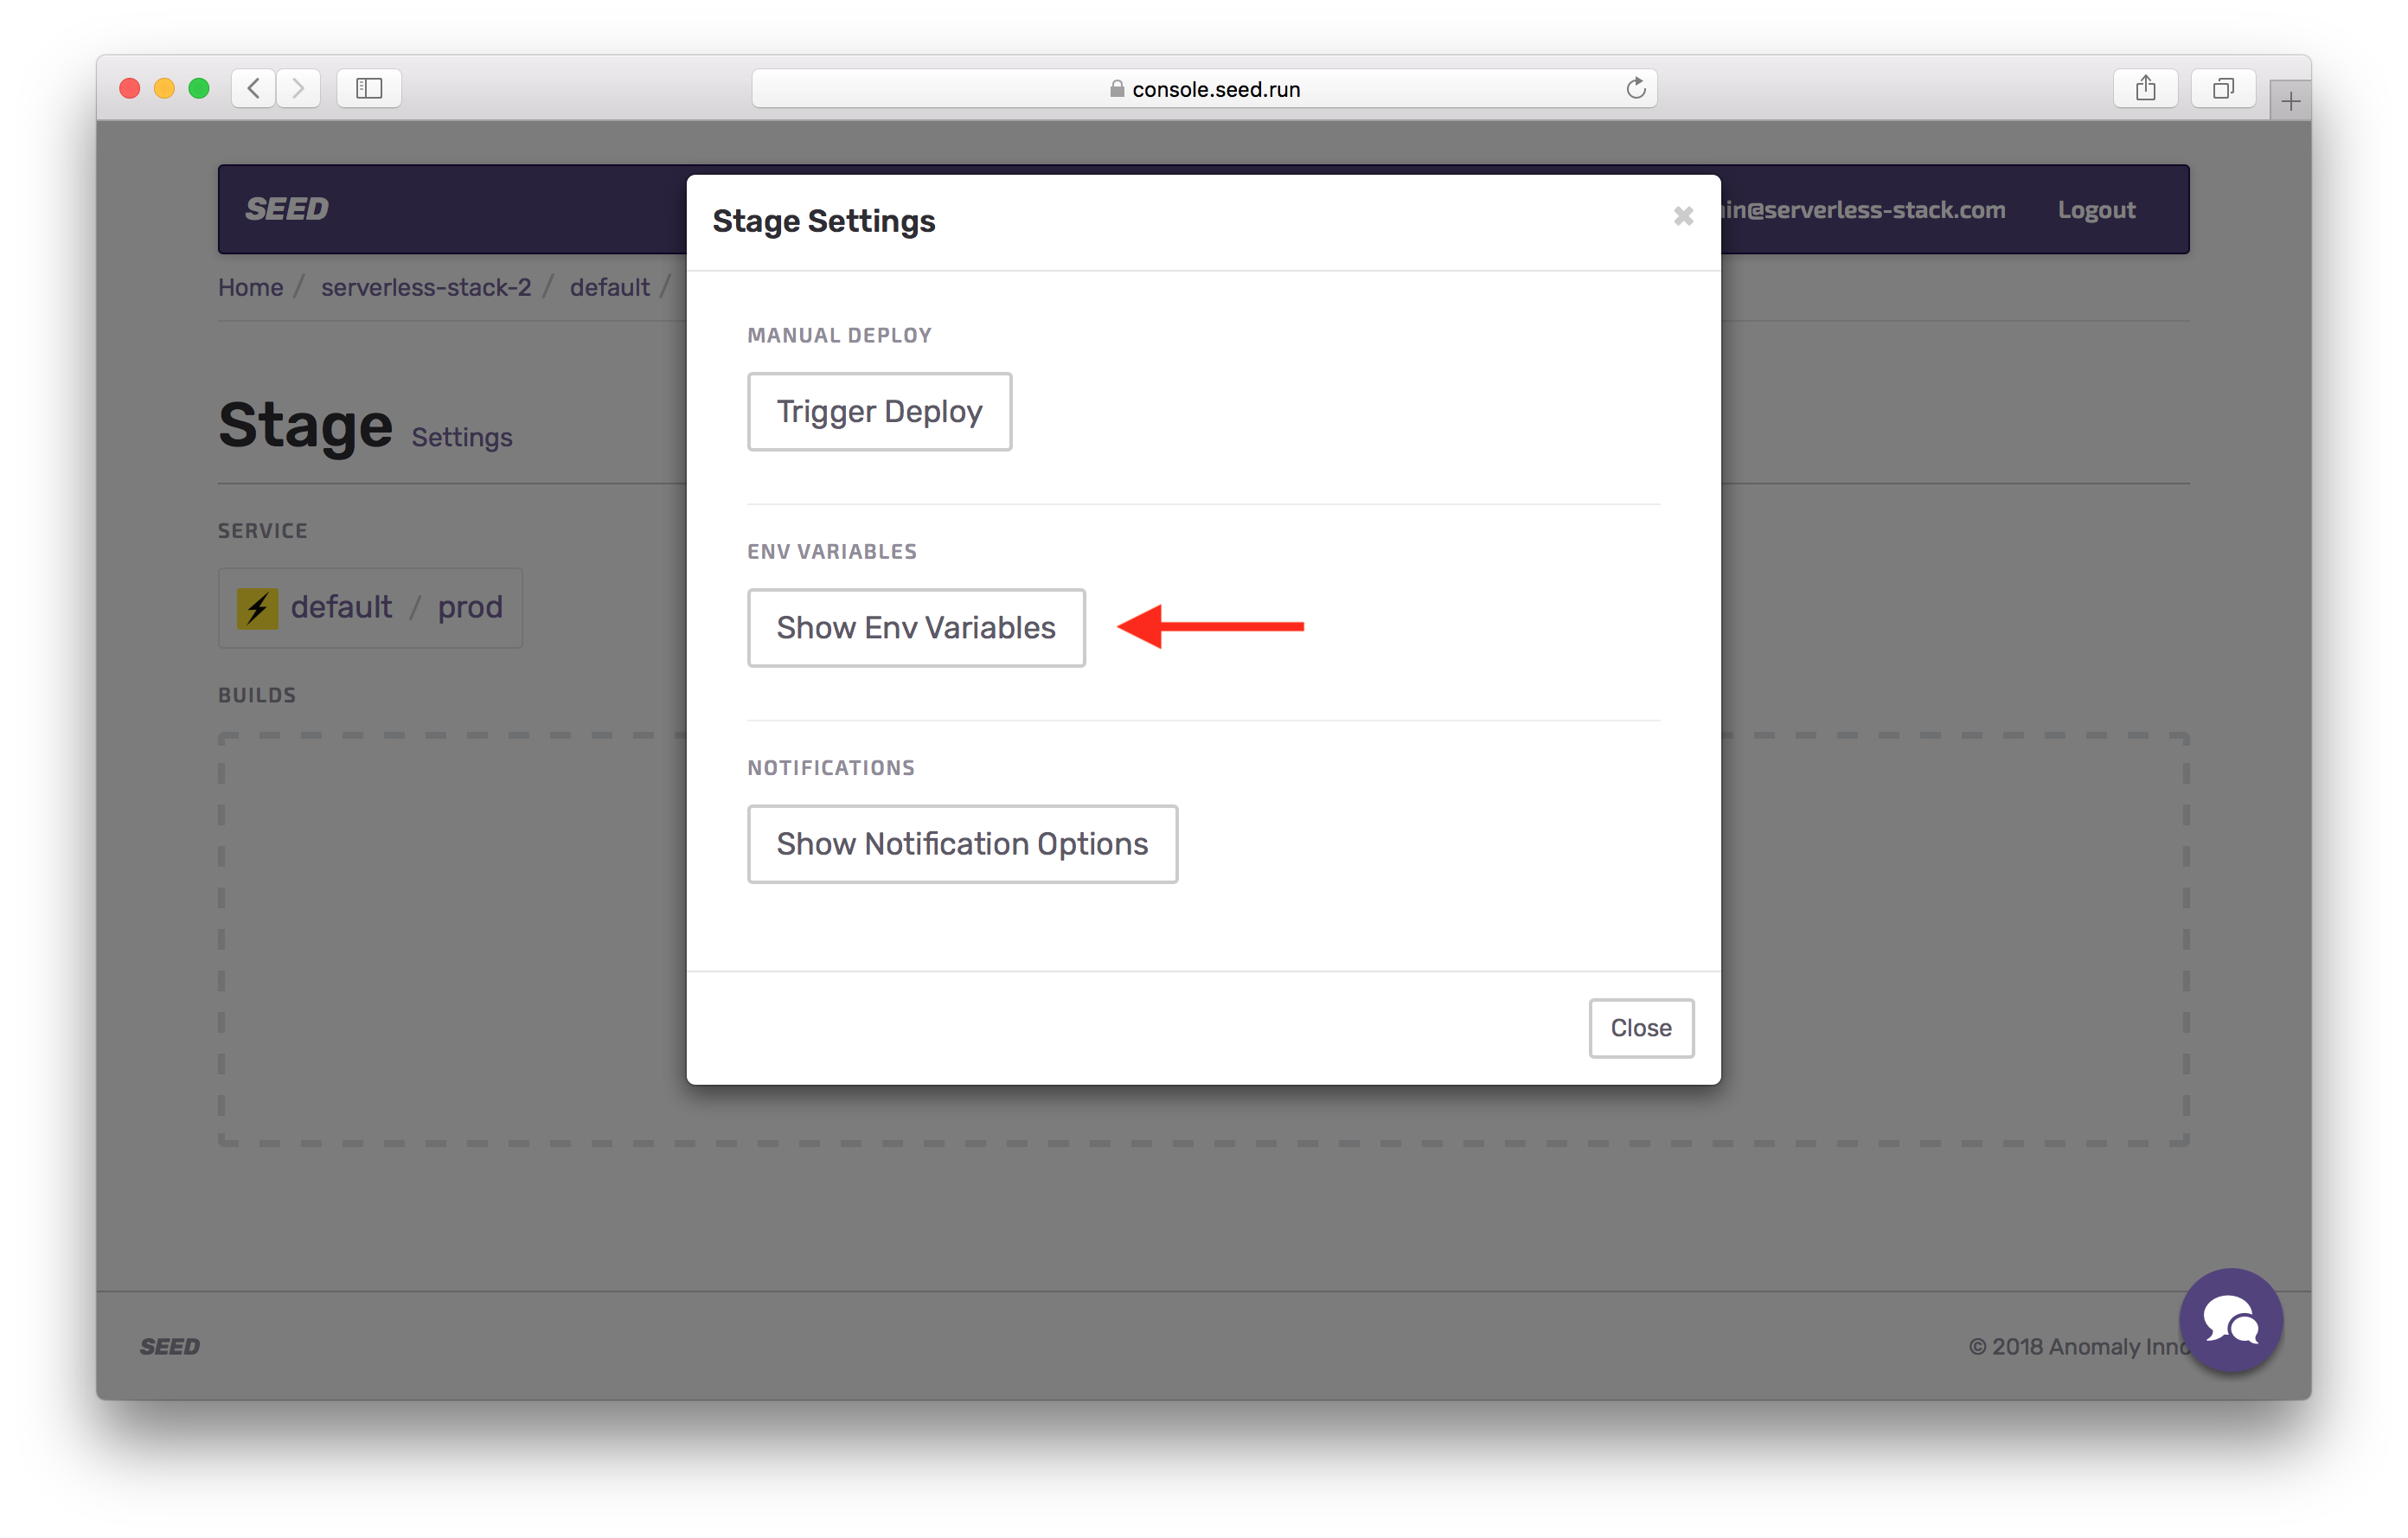 console.seed.run
SEED
in@serverless-stack.com Logout
Home / serverless-stack-2 / default /
Stage Settings
SERVICE
default / prod
BUILDS
Stage Settings
MANUAL DEPLOY
Trigger Deploy
ENV VARIABLES
Show Env Variables
NOTIFICATIONS
Show Notification Options
Close
SEED
© 2018 Anomaly Inno